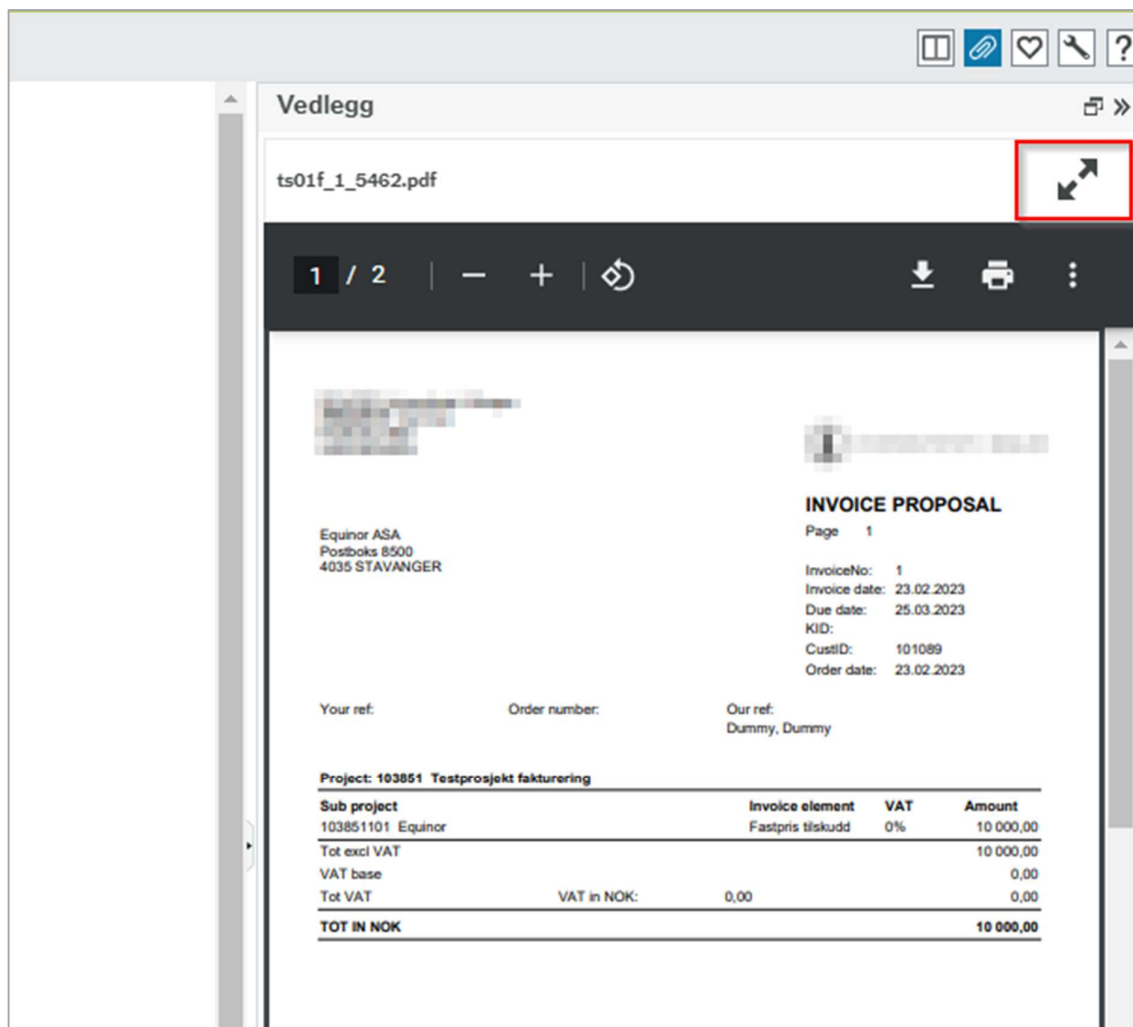 ?
Vedlegg
ts01f_1_5462.pdf
1 / 2
INVOICE PROPOSAL
Page 1
Equinor ASA
Postboks 8500
4035 STAVANGER
InvoiceNo: 1
Invoice date: 23.02.2023
Due date: 25.03.2023
KID:
CustID: 101089
Order date: 23.02.2023
Your ref: Order number: Our ref:
Dummy, Dummy
Project: 103851 Testprosjekt fakturering
Sub project Invoice element VAT Amount
103851101 Equinor Fastpris tilskudd 0% 10 000,00
Tot excl VAT 10 000,00
VAT base 0,00
Tot VAT VAT in NOK: 0,00 0,00
TOT IN NOK 10 000,00